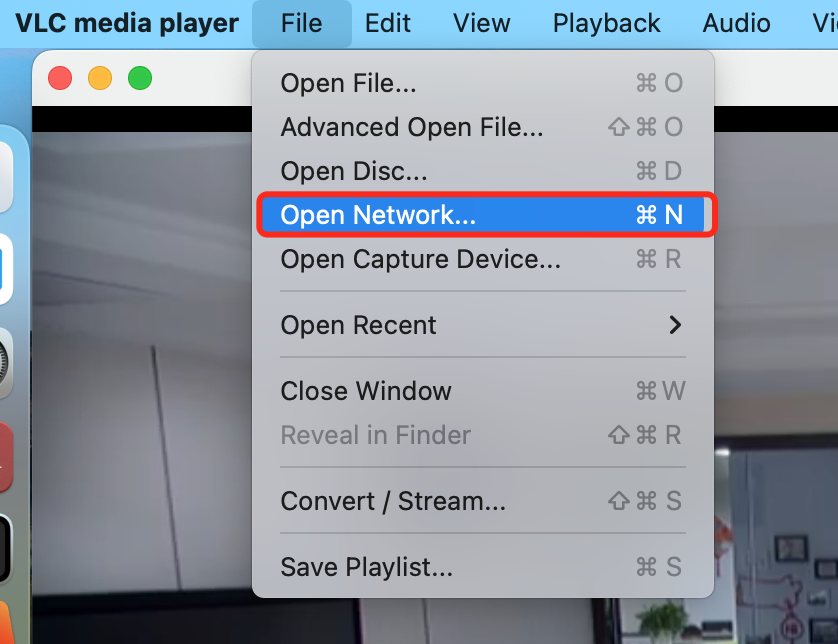 VLC media player File Edit View Playback Audio
Open File... ⌘ O
Advanced Open File... ⇧ ⌘ O
Open Disc... ⌘ D
Open Network... ⌘ N
Open Capture Device... ⌘ R
Open Recent
Close Window ⌘ W
Reveal in Finder ⇧ ⌘ R
Convert / Stream... ⇧ ⌘ S
Save Playlist... ⌘ S